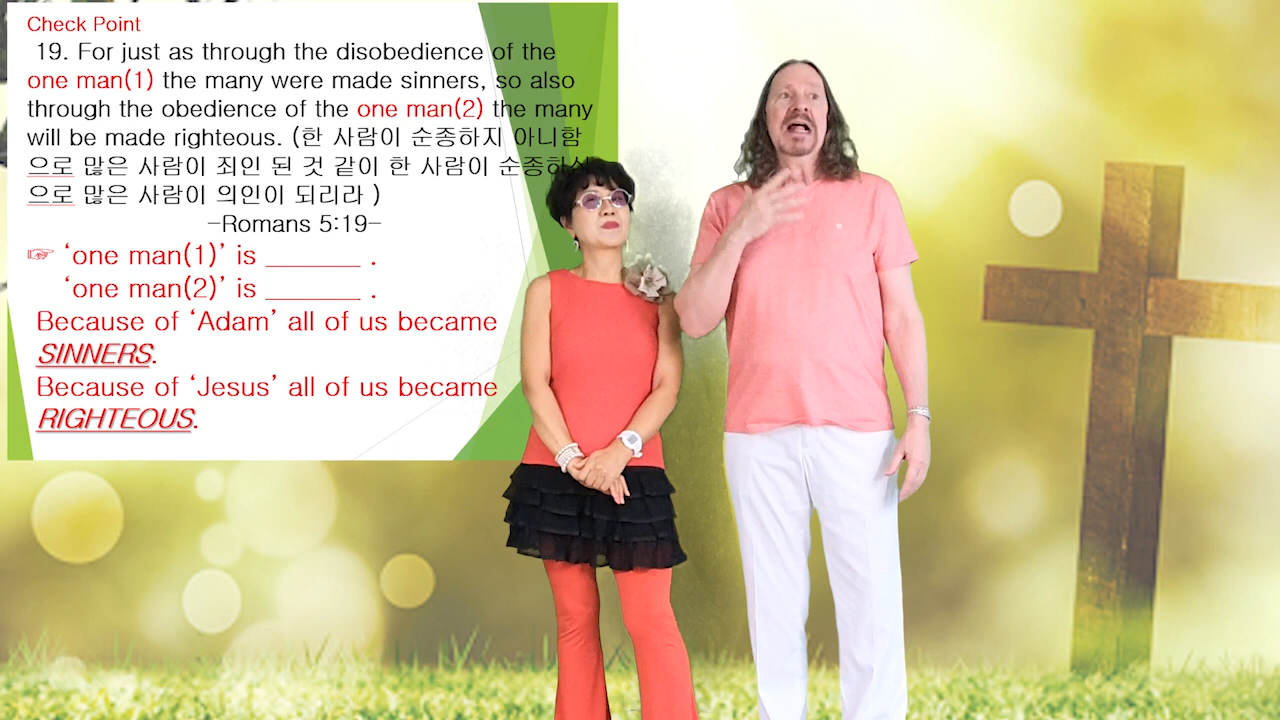 Check Point
19. For just as through the disobedience of the
one man(1) the many were made sinners, so also
through the obedience of the one man(2) the many
will be made righteous. (한 사람이 순종하지 아니함
으로 많은 사람이 죄인 된 것 같이 한 사람이
으로 많은 사람이 의인이 되리라 )
-Romans 5:19-
☞ ‘one man(1)’ is _______ .
‘one man(2)’ is _______ .
Because of ‘Adam’ all of us became
SINNERS.
Because of ‘Jesus’ all of us became
RIGHTEOUS.